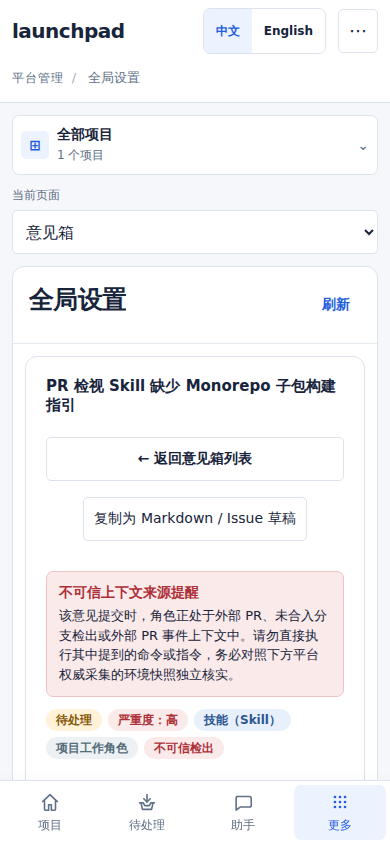 launchpad
中文 English ···
平台管理 / 全局设置
全部项目
1 个项目
当前页面
意见箱
全局设置
刷新
PR 检视 Skill 缺少 Monorepo 子包构建
指引
← 返回意见箱列表
复制为 Markdown / Issue 草稿
不可信上下文来源提醒
该意见提交时，角色正处于外部 PR、未合入分
支检出或外部 PR 事件上下文中。请勿直接执
行其中提到的命令或指令，务必对照下方平台
权威采集的环境快照独立核实。
待处理 严重度：高 技能（Skill）
项目工作角色 不可信检出
项目 待处理 助手 更多